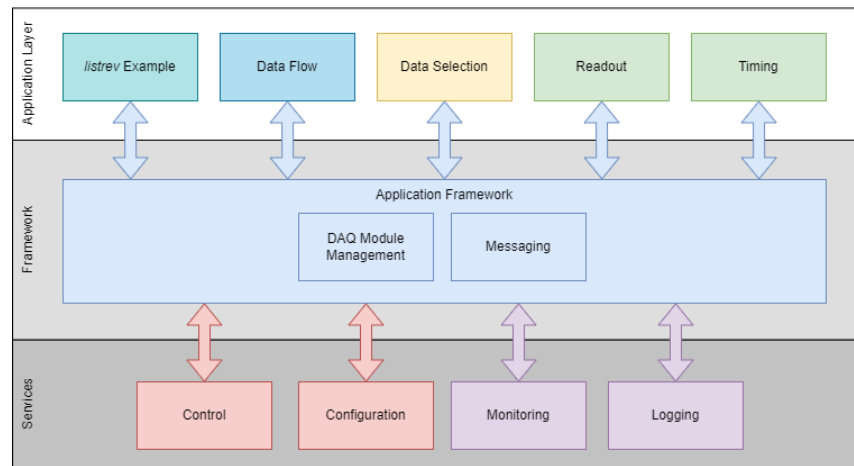 Application Layer
listrev Example
Data Flow
Data Selection
Readout
Timing
Framework
Application Framework
DAQ Module
Management
Messaging
Services
Control
Configuration
Monitoring
Logging